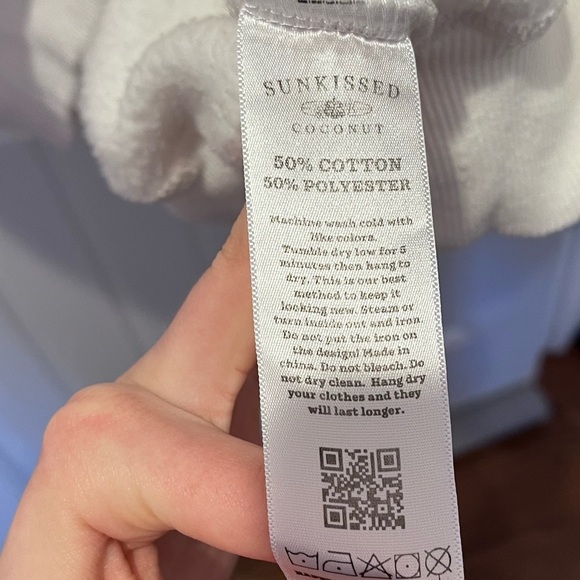 SUNKISSED
COCONUT
50% COTTON
50% POLYESTER
Machine wash cold with
like colors.
Tumble dry low for 5
minutes then hang to
dry. This is our best
method to keep it
looking new. Steam or
turn inside out and iron.
Do not put the iron on
the design! Made in
china. Do not bleach. Do
not dry clean. Hang dry
your clothes and they
will last longer.